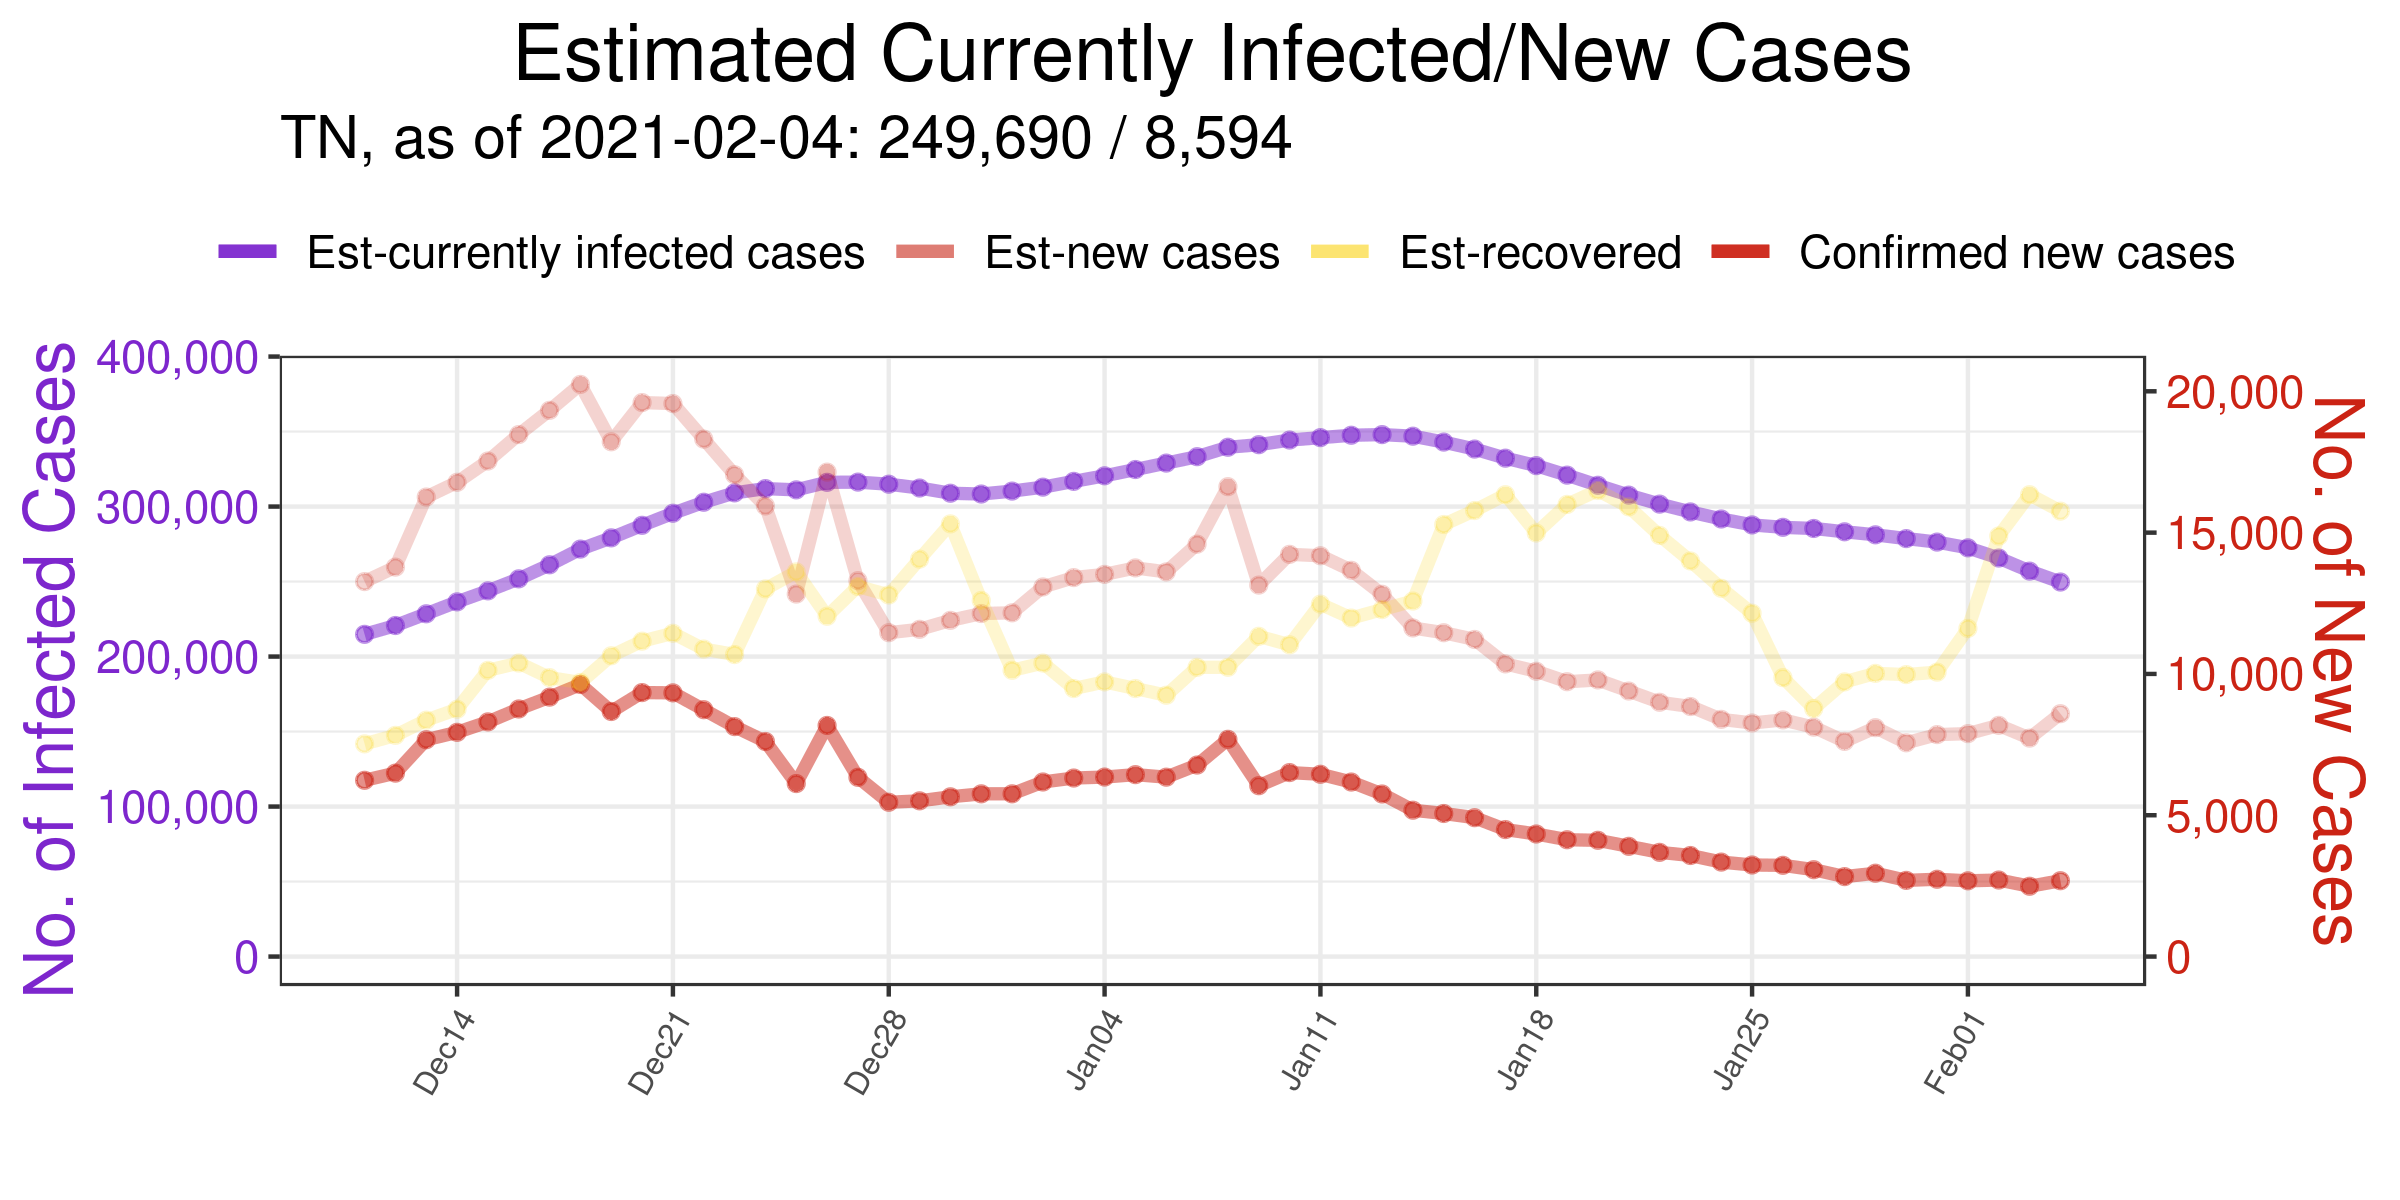 Estimated Currently Infected/New Cases
TN, as of 2021-02-04: 249,690 / 8,594
Est-currently infected cases Est-new cases Est-recovered Confirmed new cases
No. of Infected Cases
400,000
300,000
200,000
100,000
0
20,000
15,000
10,000
5,000
0
No. of New Cases
Dec14 Dec21 Dec28 Jan04 Jan11 Jan18 Jan25 Feb01